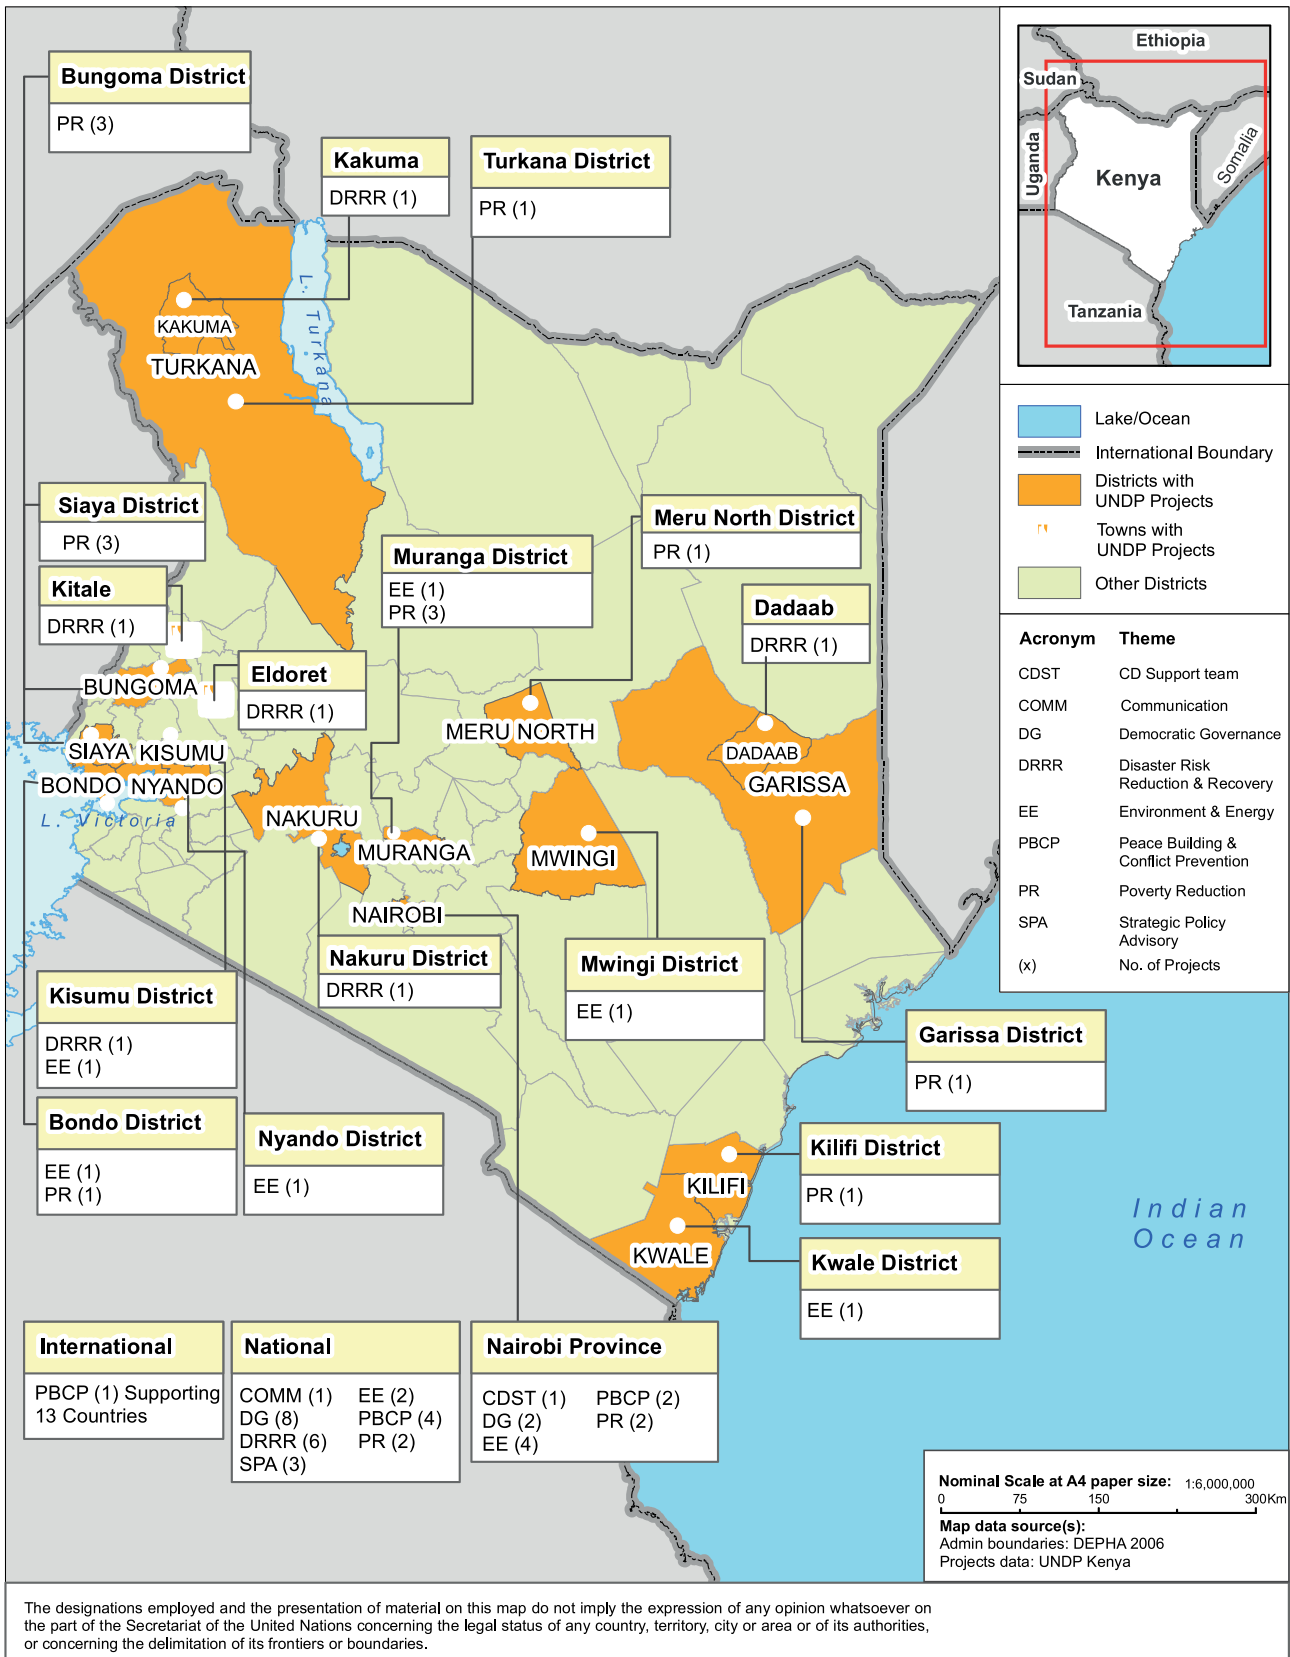 Bungoma District
PR (3)
Kakuma
DRRR (1)
Turkana District
PR (1)
Ethiopia
Sudan
Uganda
Kenya
Somalia
Tanzania
Lake/Ocean
International Boundary
Districts with
UNDP Projects
Towns with
UNDP Projects
Other Districts
Acronym Theme
CDST CD Support team
COMM Communication
DG Democratic Governance
DRRR Disaster Risk
Reduction & Recovery
EE Environment & Energy
PBCP Peace Building &
Conflict Prevention
PR Poverty Reduction
SPA Strategic Policy
Advisory
(x) No. of Projects
L. Turkana
KAKUMA
TURKANA
Siaya District
PR (3)
Kitale
DRRR (1)
Muranga District
EE (1)
PR (3)
Meru North District
PR (1)
Dadaab
DRRR (1)
Eldoret
DRRR (1)
BUNGOMA
SIAYA KISUMU
BONDO NYANDO
L. Victoria
MERU NORTH
DADAAB
GARISSA
NAKURU
MURANGA
MWINGI
NAIROBI
Nakuru District
DRRR (1)
Mwingi District
EE (1)
Kisumu District
DRRR (1)
EE (1)
Garissa District
PR (1)
Bondo District
EE (1)
PR (1)
Nyando District
EE (1)
Kilifi District
PR (1)
KILIFI
KWALE
Kwale District
EE (1)
Indian
Ocean
International
PBCP (1) Supporting
13 Countries
National
COMM (1) EE (2)
DG (8) PBCP (4)
DRRR (6) PR (2)
SPA (3)
Nairobi Province
CDST (1) PBCP (2)
DG (2) PR (2)
EE (4)
Nominal Scale at A4 paper size: 1:6,000,000
0 75 150 300Km
Map data source(s):
Admin boundaries: DEPHA 2006
Projects data: UNDP Kenya
The designations employed and the presentation of material on this map do not imply the expression of any opinion whatsoever on
the part of the Secretariat of the United Nations concerning the legal status of any country, territory, city or area or of its authorities,
or concerning the delimitation of its frontiers or boundaries.